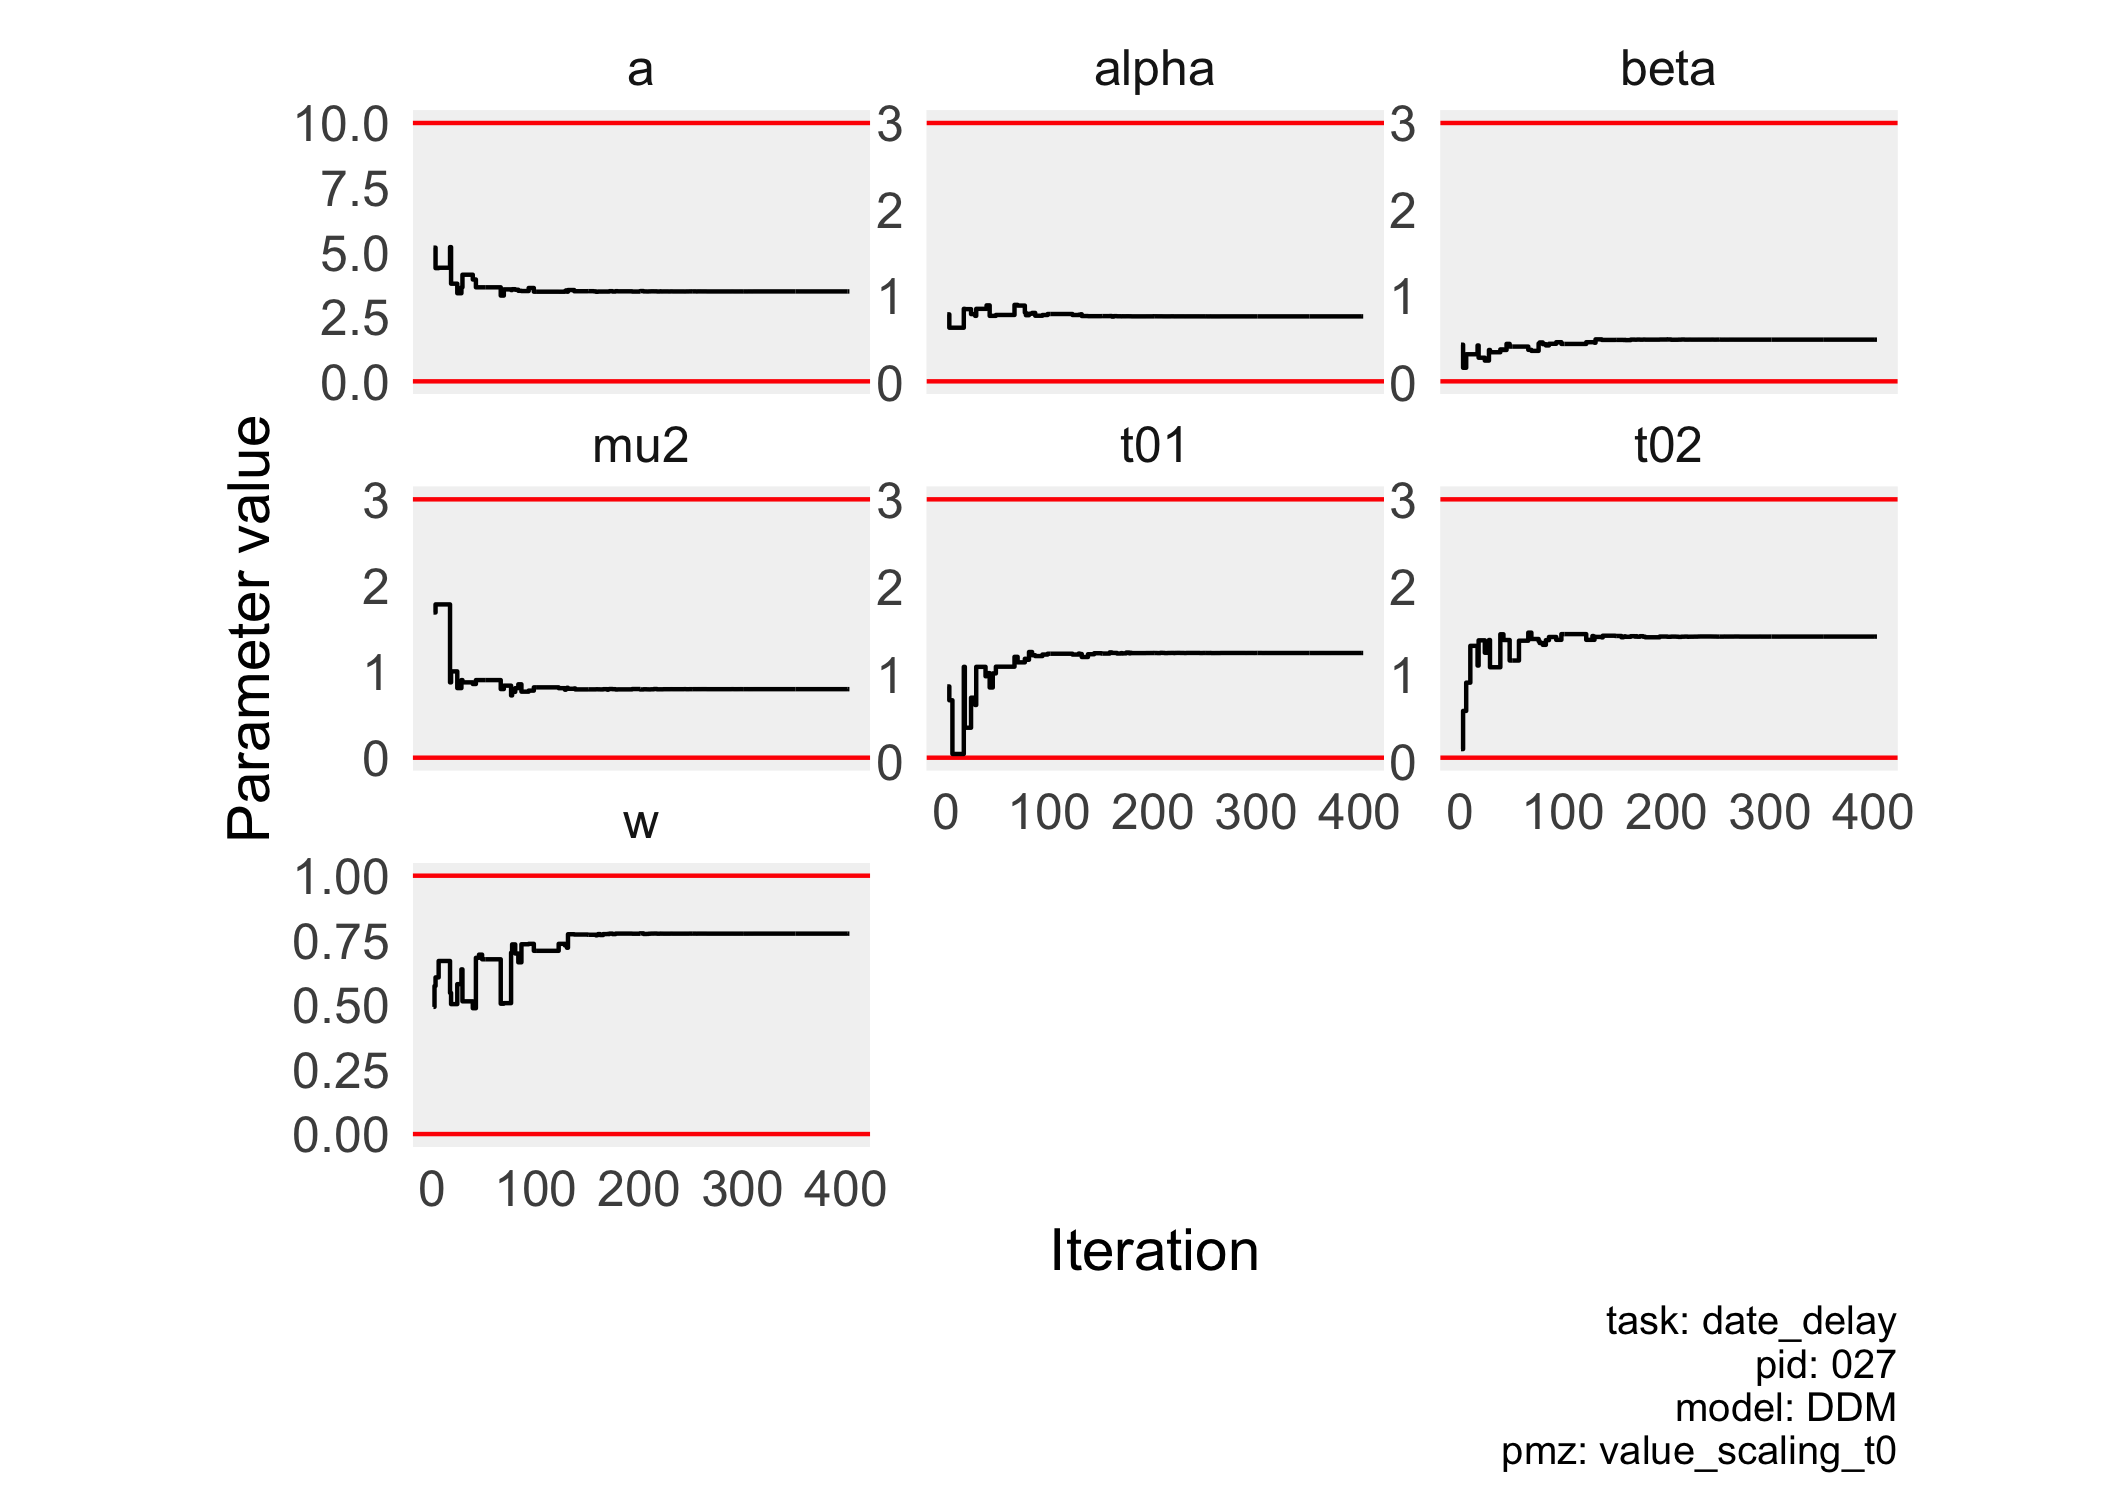 a alpha beta
10.0 3 3
7.5
2 2
5.0
1 1
2.5
0.0 0 0
mu2 t01 t02
3 3 3
2 2 2
1 1 1
0 0 0
0 100 200 300 400 0 100 200 300 400
w
1.00
0.75
0.50
0.25
0.00
0 100 200 300 400
Parameter value
Iteration
task: date_delay
pid: 027
model: DDM
pmz: value_scaling_t0